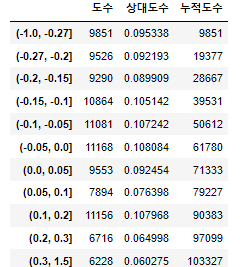 도수 상대도수 누적도수
(-1.0, -0.27] 9851 0.095338 9851
(-0.27, -0.2] 9526 0.092193 19377
(-0.2, -0.15] 9290 0.089909 28667
(-0.15, -0.1] 10864 0.105142 39531
(-0.1, -0.05] 11081 0.107242 50612
(-0.05, 0.0] 11168 0.108084 61780
(0.0, 0.05] 9553 0.092454 71333
(0.05, 0.1] 7894 0.076398 79227
(0.1, 0.2] 11156 0.107968 90383
(0.2, 0.3] 6716 0.064998 97099
(0.3, 1.5] 6228 0.060275 103327